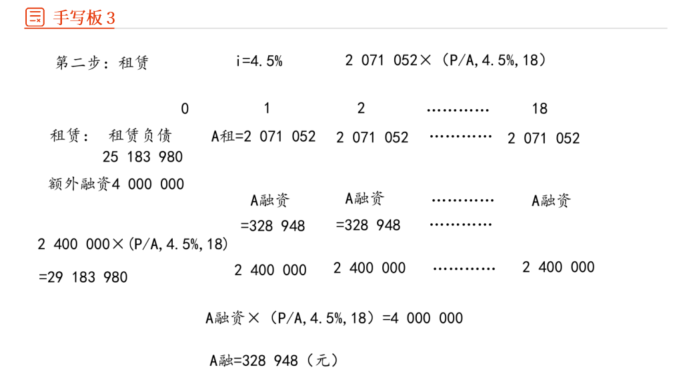 手写板 3
第二步：租赁 i=4.5% 2 071 052×（P/A,4.5%,18）
0 1 2 ………… 18
租赁： 租赁负债 A租=2 071 052 2 071 052 ………… 2 071 052
25 183 980
额外融资4 000 000
A融资 A融资 ………… A融资
=328 948 =328 948 …………
2 400 000×(P/A,4.5%,18)
=29 183 980
2 400 000 2 400 000 ………… 2 400 000
A融资×（P/A,4.5%,18）=4 000 000
A融=328 948（元）